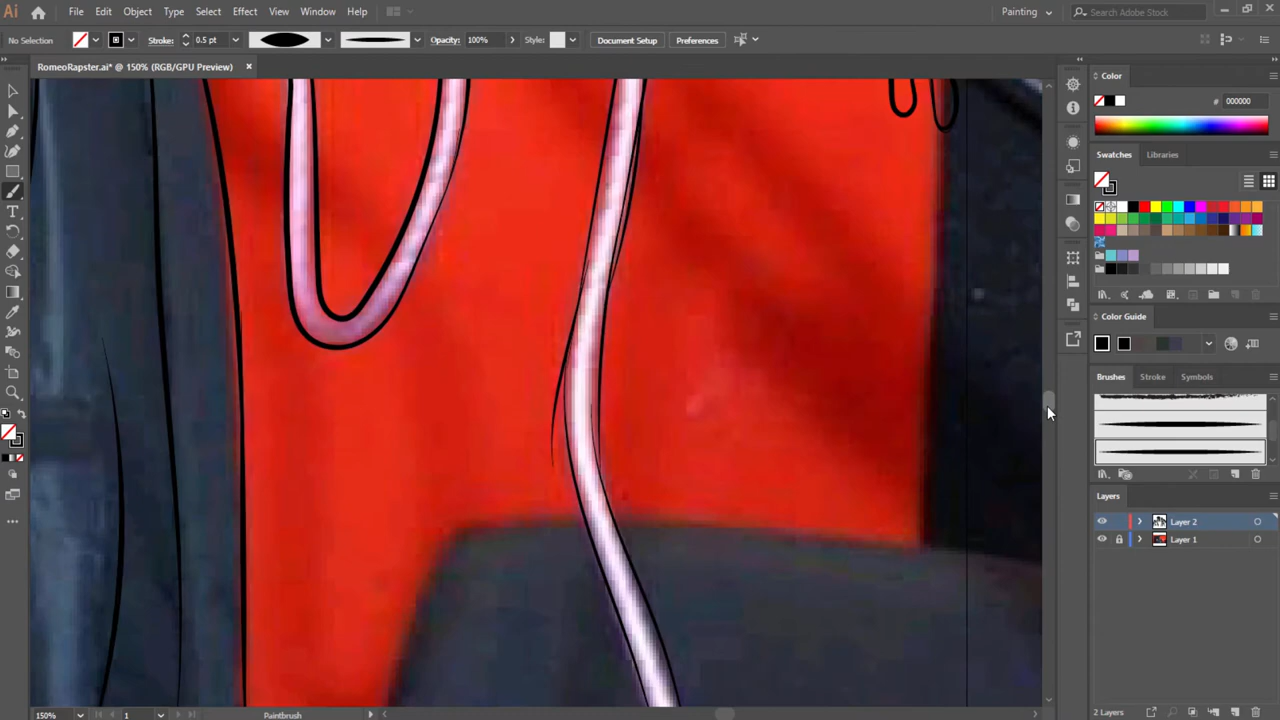 Ai File Edit Object Type Select Effect View Window Help Painting Search Adobe Stock
No Selection Stroke: 0.5 pt Opacity: 100% Style: Document Setup Preferences
RomeoRapster.ai* @ 150% (RGB/GPU Preview) ×
Color
# 000000
Swatches Libraries
Color Guide
Brushes Stroke Symbols
Layers
Layer 2
Layer 1
150% 1 Paintbrush 2 Layers